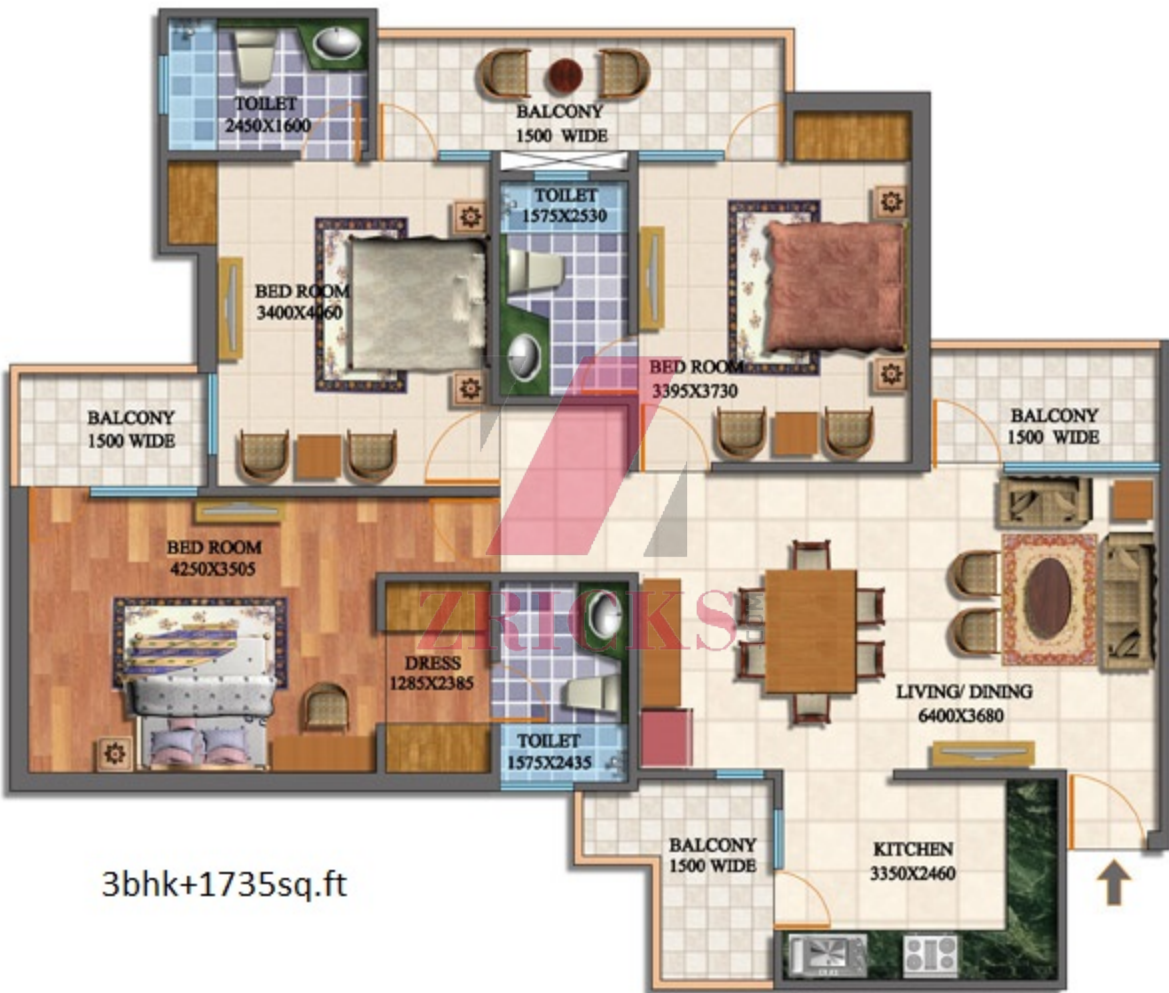 TOILET
2450X1600
BALCONY
1500 WIDE
TOILET
1575X2530
BED ROOM
3400X4060
BED ROOM
3395X3730
BALCONY
1500 WIDE
BALCONY
1500 WIDE
BED ROOM
4250X3505
ZRICKS
DRESS
1285X2385
LIVING/ DINING
6400X3680
TOILET
1575X2435
BALCONY
1500 WIDE
KITCHEN
3350X2460
3bhk+1735sq.ft